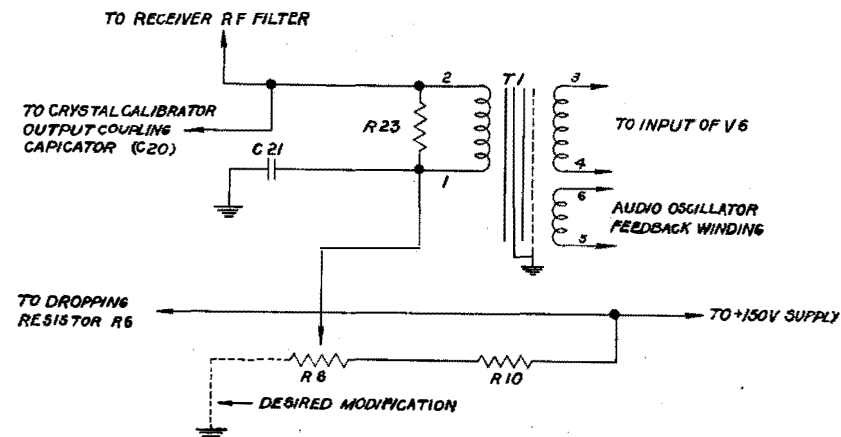 TO RECEIVER RF FILTER
2
T1
3
TO CRYSTAL CALIBRATOR
OUTPUT COUPLING
CAPICATOR (C20)
R23
TO INPUT OF V6
C21
1
4
6
AUDIO OSCILLATOR
FEEDBACK WINDING
5
TO DROPPING
RESISTOR R6
TO +150V SUPPLY
R8
R10
DESIRED MODIFICATION